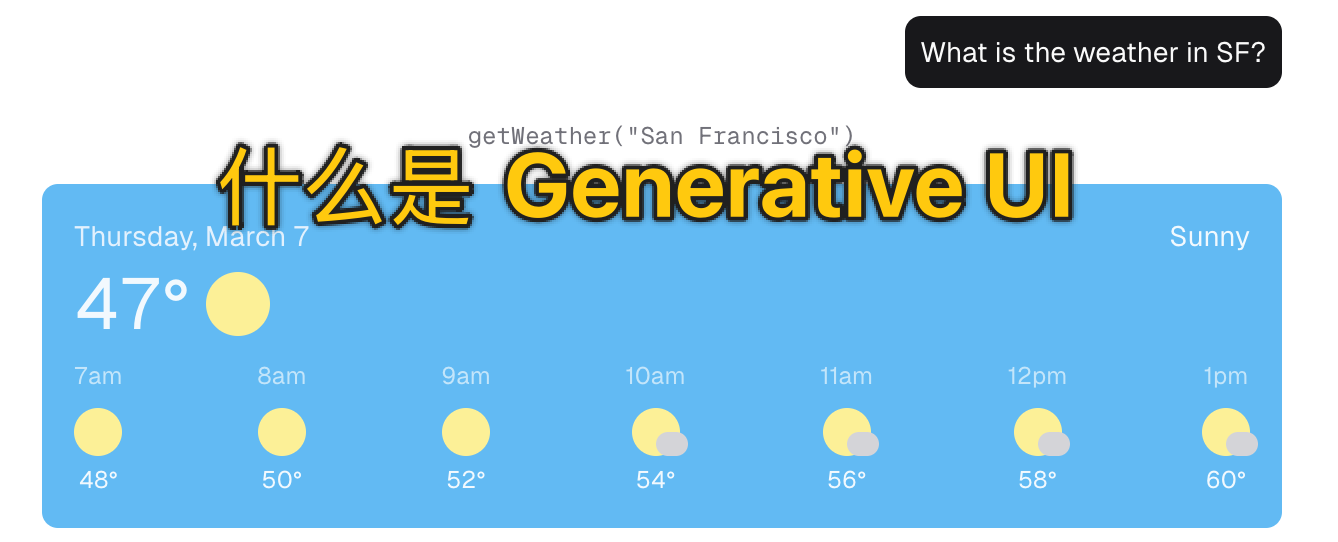 What is the weather in SF?
getWeather("San Francisco")
什么是 Generative UI
Thursday, March 7 Sunny
47°
7am 8am 9am 10am 11am 12pm 1pm
48° 50° 52° 54° 56° 58° 60°